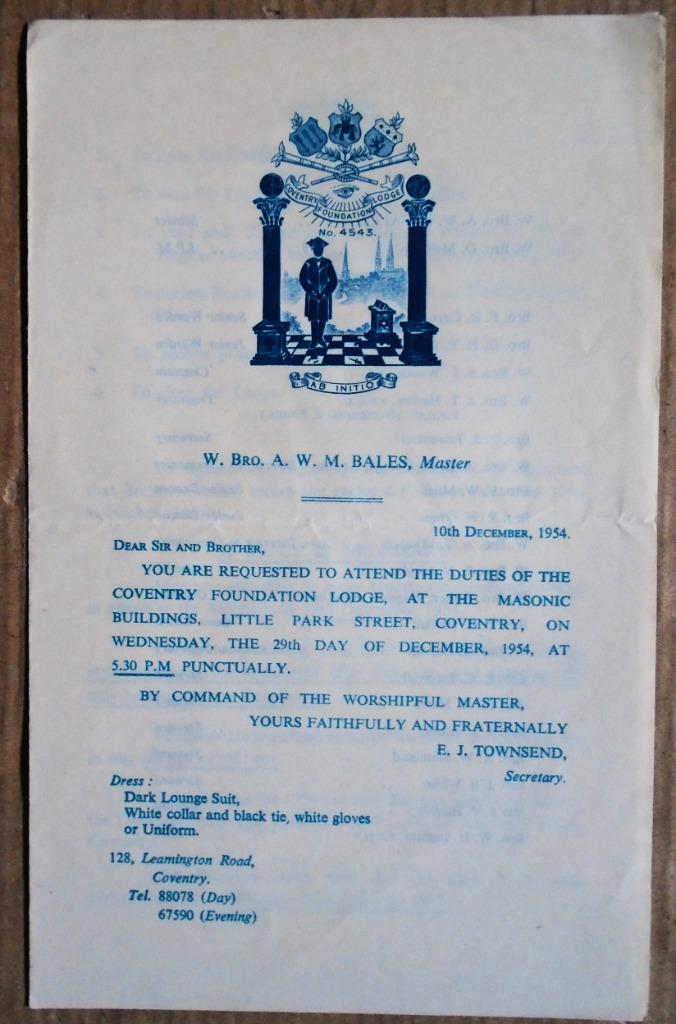 COVENTRY FOUNDATION LODGE
No. 4543.
AB INITIO
W. BRO. A. W. M. BALES, Master
10th DECEMBER, 1954.
DEAR SIR AND BROTHER,
YOU ARE REQUESTED TO ATTEND THE DUTIES OF THE
COVENTRY FOUNDATION LODGE, AT THE MASONIC
BUILDINGS, LITTLE PARK STREET, COVENTRY, ON
WEDNESDAY, THE 29th DAY OF DECEMBER, 1954, AT
5.30 P.M PUNCTUALLY.
BY COMMAND OF THE WORSHIPFUL MASTER,
YOURS FAITHFULLY AND FRATERNALLY
E. J. TOWNSEND,
Secretary.
Dress :
Dark Lounge Suit,
White collar and black tie, white gloves
or Uniform.
128, Leamington Road,
Coventry.
Tel. 88078 (Day)
67590 (Evening)